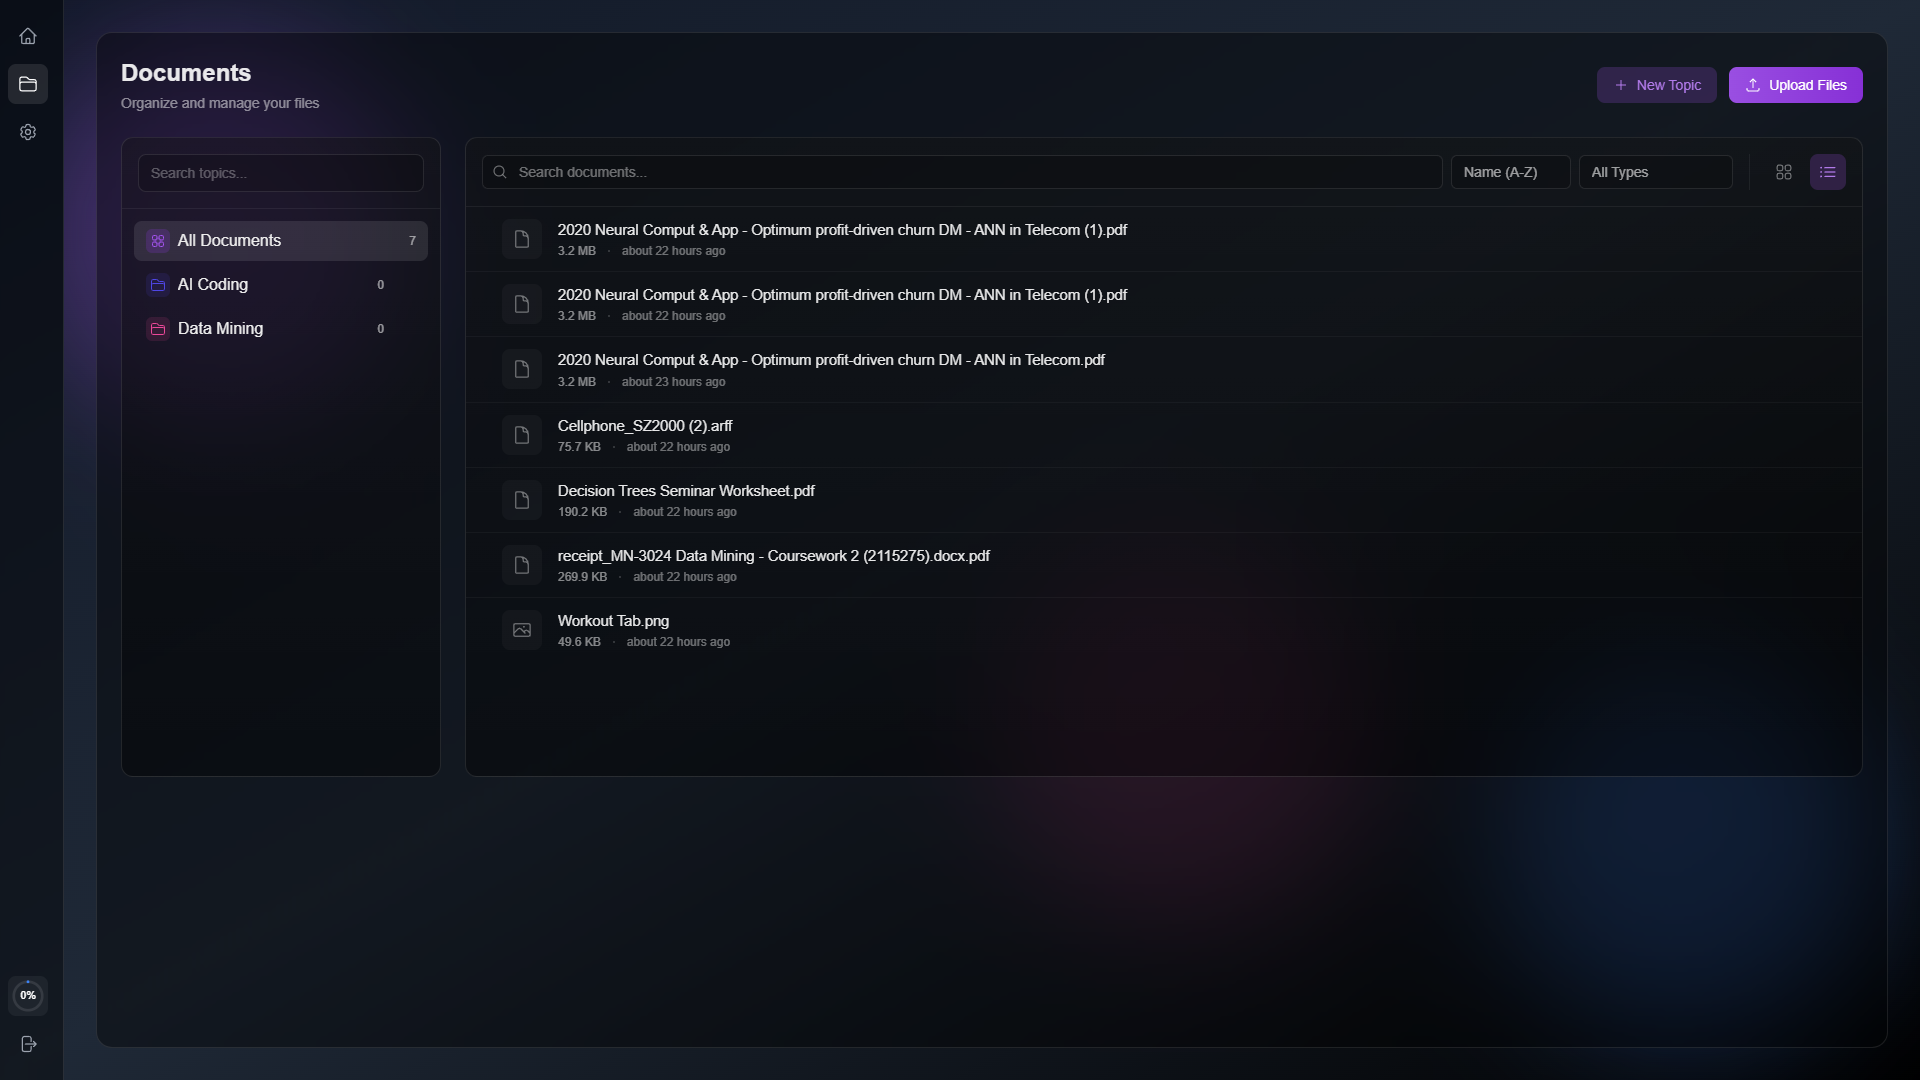 Documents
Organize and manage your files
New Topic
Upload Files
Search topics...
All Documents 7
AI Coding 0
Data Mining 0
Search documents...
Name (A-Z)
All Types
2020 Neural Comput & App - Optimum profit-driven churn DM - ANN in Telecom (1).pdf
3.2 MB · about 22 hours ago
2020 Neural Comput & App - Optimum profit-driven churn DM - ANN in Telecom (1).pdf
3.2 MB · about 22 hours ago
2020 Neural Comput & App - Optimum profit-driven churn DM - ANN in Telecom.pdf
3.2 MB · about 23 hours ago
Cellphone_SZ2000 (2).arff
75.7 KB · about 22 hours ago
Decision Trees Seminar Worksheet.pdf
190.2 KB · about 22 hours ago
receipt_MN-3024 Data Mining - Coursework 2 (2115275).docx.pdf
269.9 KB · about 22 hours ago
Workout Tab.png
49.6 KB · about 22 hours ago
0%